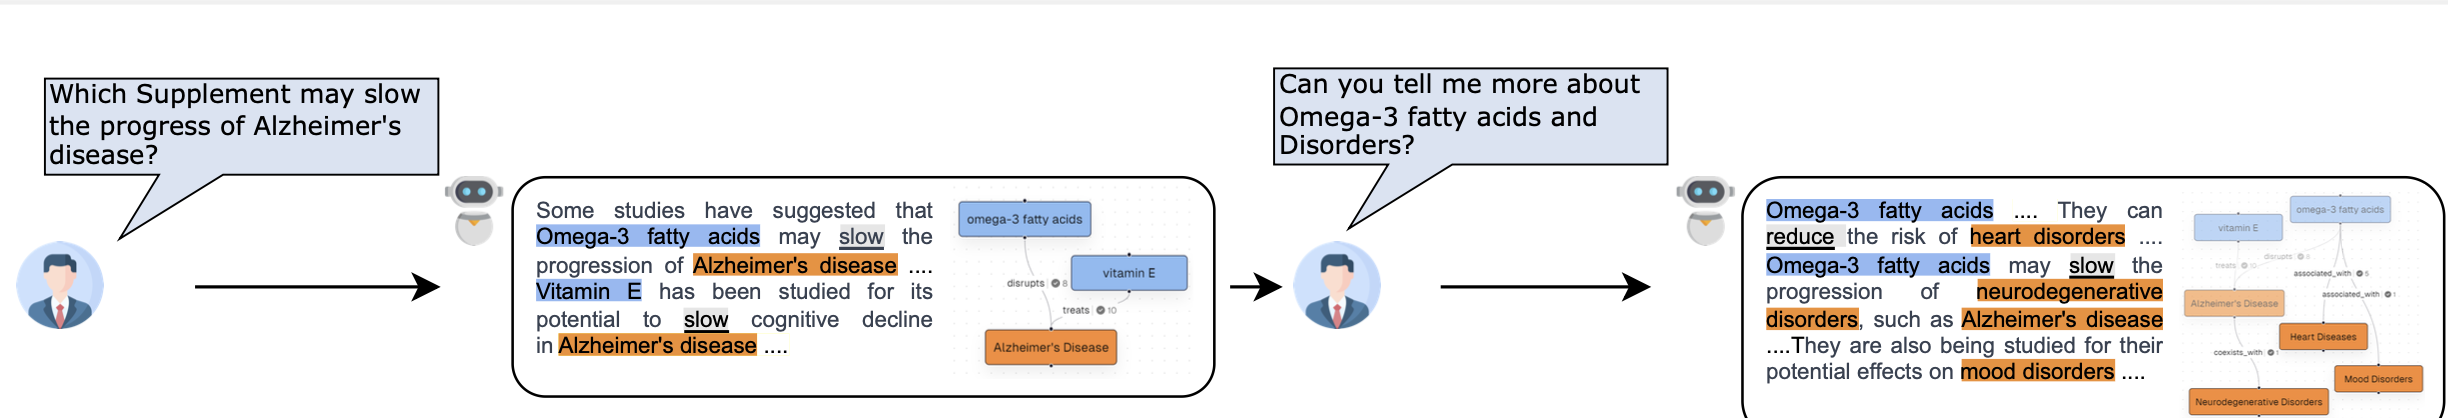 Which Supplement may slow
the progress of Alzheimer's
disease?
Some studies have suggested that
Omega-3 fatty acids may slow the
progression of Alzheimer's disease ....
Vitamin E has been studied for its
potential to slow cognitive decline
in Alzheimer's disease ....
omega-3 fatty acids
vitamin E
disrupts 8
treats 10
Alzheimer's Disease
Can you tell me more about
Omega-3 fatty acids and
Disorders?
Omega-3 fatty acids .... They can
reduce the risk of heart disorders ....
Omega-3 fatty acids may slow the
progression of neurodegenerative
disorders, such as Alzheimer's disease
....They are also being studied for their
potential effects on mood disorders ....
omega-3 fatty acids
vitamin E
disrupts 8
treats 10
associated_with 5
associated_with 1
Alzheimer's Disease
Heart Diseases
coexists_with 1
Mood Disorders
Neurodegenerative Disorders